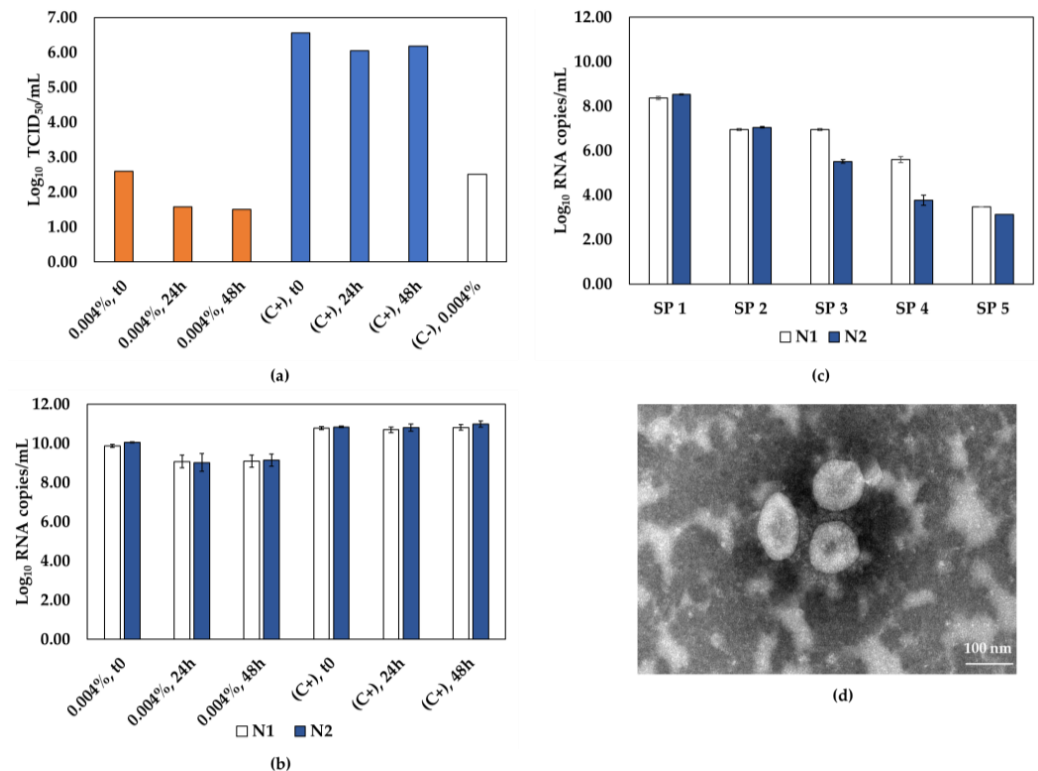 7.00
6.00
5.00
4.00
3.00
2.00
1.00
0.00
Log₁₀ TCID₅₀/mL
0.004%, t0
0.004%, 24h
0.004%, 48h
(C+), t0
(C+), 24h
(C+), 48h
(C-), 0.004%
(a)
12.00
10.00
8.00
6.00
4.00
2.00
0.00
Log₁₀ RNA copies/mL
SP 1 SP 2 SP 3 SP 4 SP 5
N1 N2
(c)
12.00
10.00
8.00
6.00
4.00
2.00
0.00
Log₁₀ RNA copies/mL
0.004%, t0
0.004%, 24h
0.004%, 48h
(C+), t0
(C+), 24h
(C+), 48h
N1 N2
(b)
100 nm
(d)